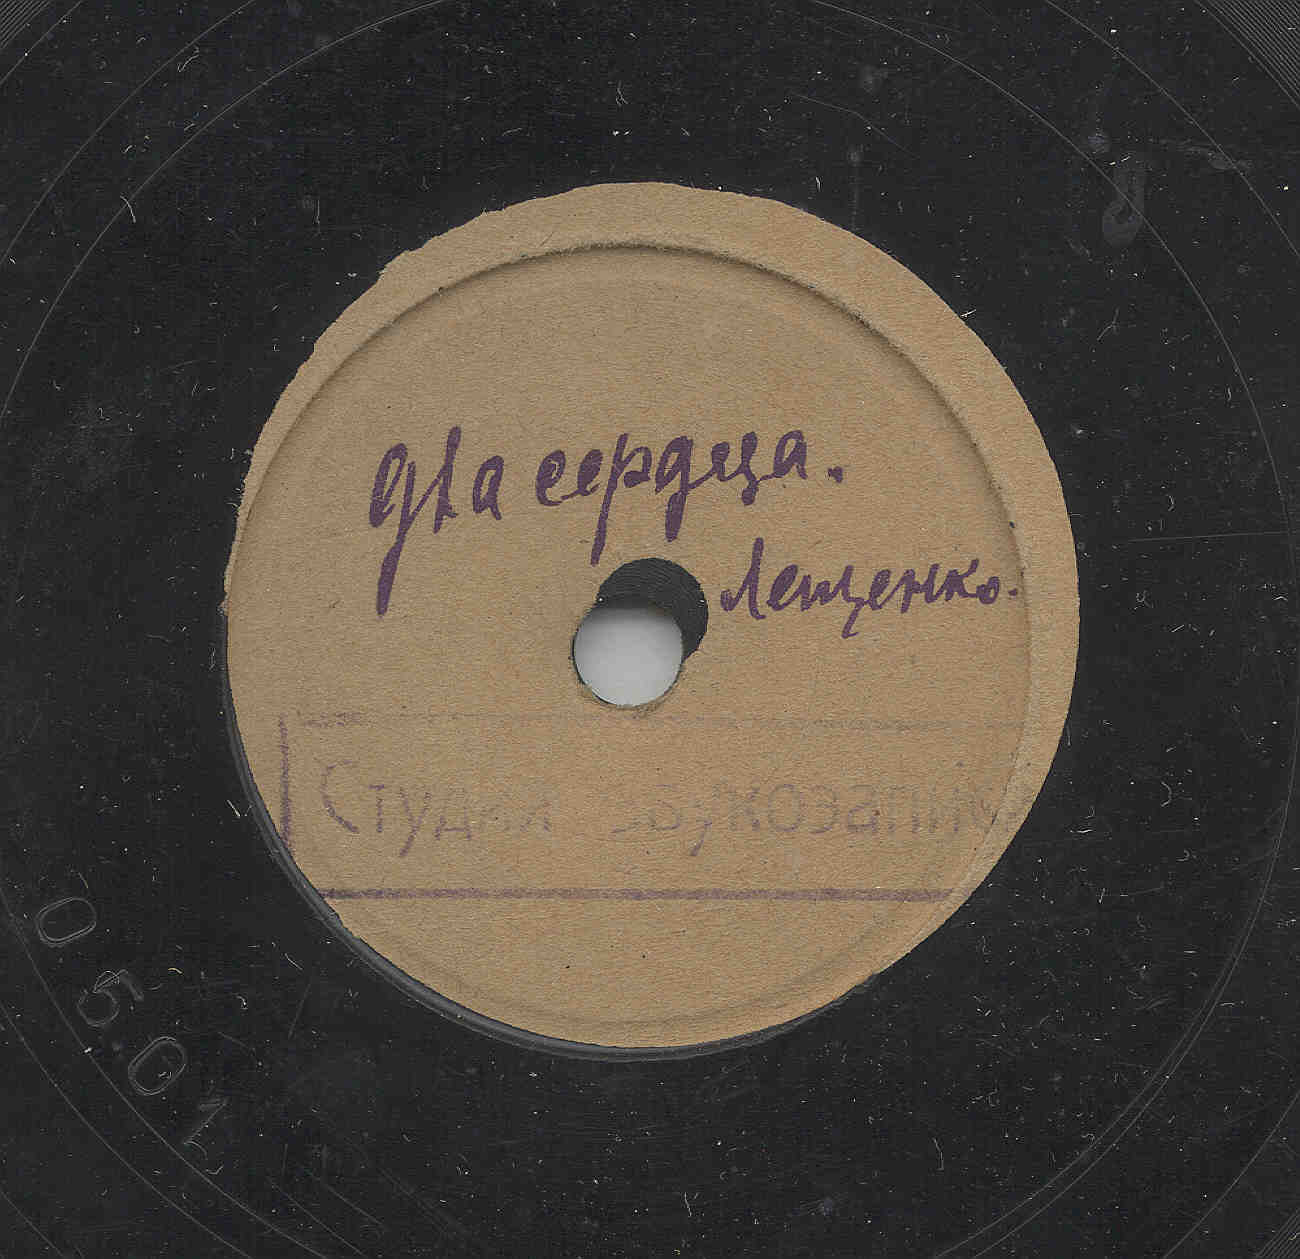 Два сердца.
Лещенко.
Студия звукозаписи
0501